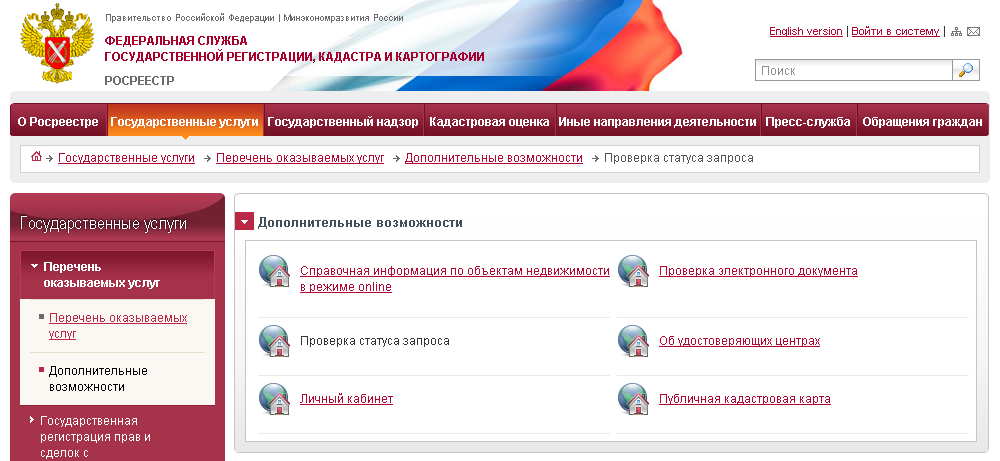 Правительство Российской Федерации | Минэкономразвития России
ФЕДЕРАЛЬНАЯ СЛУЖБА
ГОСУДАРСТВЕННОЙ РЕГИСТРАЦИИ, КАДАСТРА И КАРТОГРАФИИ
РОСРЕЕСТР
English version | Войти в систему |
Поиск
О Росреестре Государственные услуги Государственный надзор Кадастровая оценка Иные направления деятельности Пресс-служба Обращения граждан
Государственные услуги Перечень оказываемых услуг Дополнительные возможности Проверка статуса запроса
Государственные услуги
Перечень
оказываемых услуг
Перечень оказываемых
услуг
Дополнительные
возможности
Государственная
регистрация прав и
сделок с
Дополнительные возможности
Справочная информация по объектам недвижимости
в режиме online
Проверка электронного документа
Проверка статуса запроса
Об удостоверяющих центрах
Личный кабинет
Публичная кадастровая карта